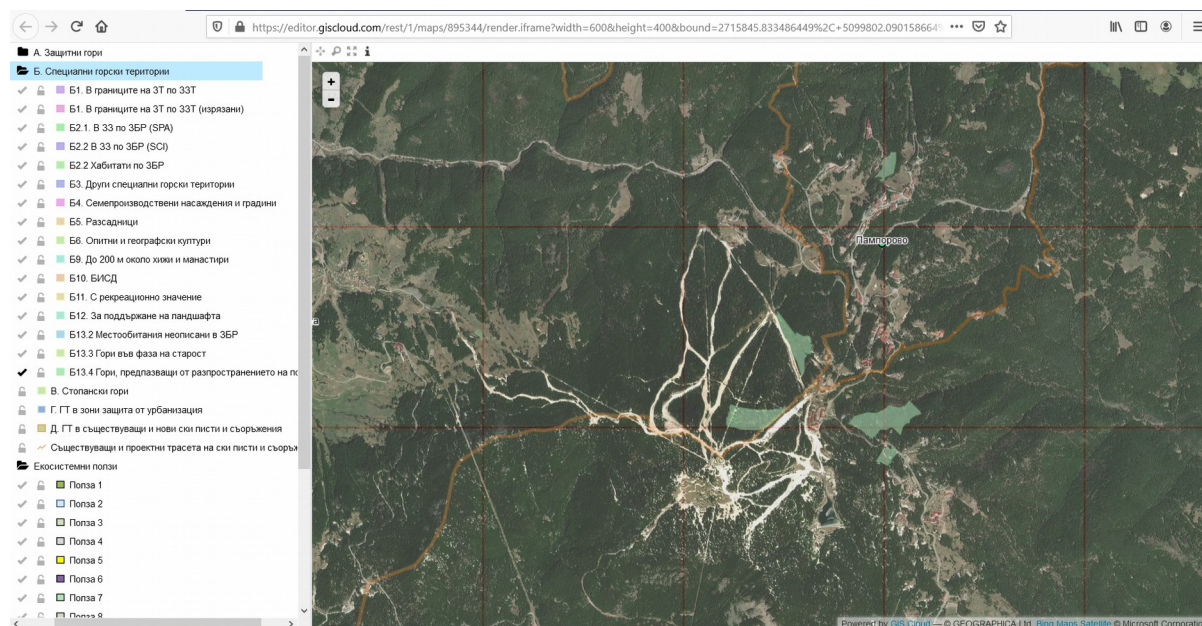 https://editor.giscloud.com/rest/1/maps/895344/render.iframe?width=600&height=400&bound=2715845.833486449%2C+5099802.0901586645
А. Защитни гори
Б. Специални горски територии
Б1. В границите на ЗТ по ЗЗТ
Б1. В границите на ЗТ по ЗЗТ (изрязани)
Б2.1. В ЗЗ по ЗБР (SPA)
Б2.2 В ЗЗ по ЗБР (SCI)
Б2.2 Хабитати по ЗБР
Б3. Други специални горски територии
Б4. Семепроизводствени насаждения и градини
Б5. Разсадници
Б6. Опитни и географски култури
Б9. До 200 м около хижи и манастири
Б10. БИСД
Б11. С рекреационно значение
Б12. За поддържане на ландшафта
Б13.2 Местообитания неописани в ЗБР
Б13.3 Гори във фаза на старост
Б13.4 Гори, предпазващи от разпространението на по
В. Стопански гори
Г. ГТ в зони защита от урбанизация
Д. ГТ в съществуващи и нови ски писти и съоръжения
Съществуващи и проектни трасета на ски писти и съоръж
Екосистемни ползи
Полза 1
Полза 2
Полза 3
Полза 4
Полза 5
Полза 6
Полза 7
Полза 8
+
-
Пампорово
а
Powered by GIS Cloud — © GEOGRAPHICA Ltd, Bing Maps Satellite © Microsoft Corporatio